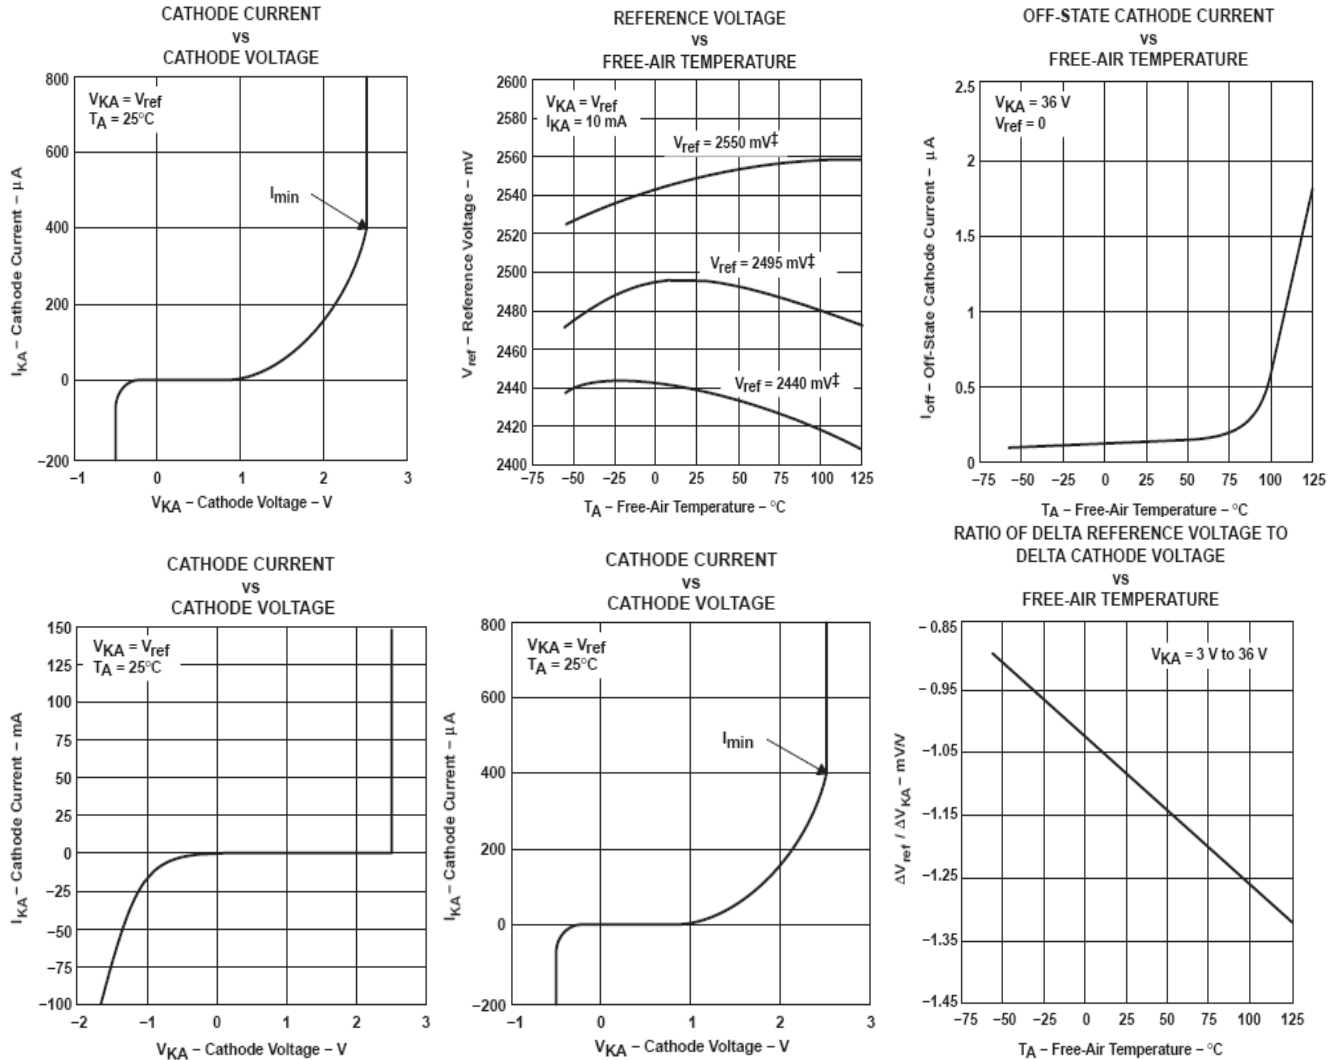 CATHODE CURRENT
vs
CATHODE VOLTAGE
800
600
400
200
0
−200
−1
0
1
2
3
VKA = Vref
TA = 25°C
Imin
IKA − Cathode Current − µA
VKA − Cathode Voltage − V
REFERENCE VOLTAGE
vs
FREE-AIR TEMPERATURE
2600
2580
2560
2540
2520
2500
2480
2460
2440
2420
2400
−75
−50
−25
0
25
50
75
100
125
VKA = Vref
IKA = 10 mA
Vref = 2550 mV‡
Vref = 2495 mV‡
Vref = 2440 mV‡
Vref − Reference Voltage − mV
TA − Free-Air Temperature − °C
OFF-STATE CATHODE CURRENT
vs
FREE-AIR TEMPERATURE
2.5
2
1.5
1
0.5
0
−75
−50
−25
0
25
50
75
100
125
VKA = 36 V
Vref = 0
Ioff − Off-State Cathode Current − µA
TA − Free-Air Temperature − °C
CATHODE CURRENT
vs
CATHODE VOLTAGE
150
125
100
75
50
25
0
−25
−50
−75
−100
−2
−1
0
1
2
3
VKA = Vref
TA = 25°C
IKA − Cathode Current − mA
VKA − Cathode Voltage − V
CATHODE CURRENT
vs
CATHODE VOLTAGE
800
600
400
200
0
−200
−1
0
1
2
3
VKA = Vref
TA = 25°C
Imin
IKA − Cathode Current − µA
VKA − Cathode Voltage − V
RATIO OF DELTA REFERENCE VOLTAGE TO
DELTA CATHODE VOLTAGE
vs
FREE-AIR TEMPERATURE
− 0.85
− 0.95
−1.05
−1.15
−1.25
−1.35
−1.45
−75
−50
−25
0
25
50
75
100
125
VKA = 3 V to 36 V
ΔVref / ΔVKA − mV/V
TA − Free-Air Temperature − °C